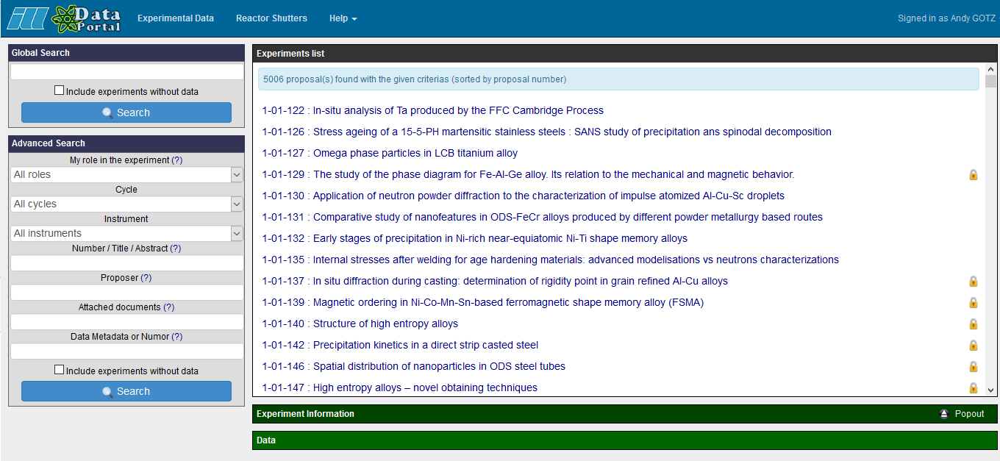 ill Data Portal
Experimental Data Reactor Shutters Help Signed in as Andy GOTZ
Global Search
Include experiments without data
Search
Advanced Search
My role in the experiment (?)
All roles
Cycle
All cycles
Instrument
All instruments
Number / Title / Abstract (?)
Proposer (?)
Attached documents (?)
Data Metadata or Numor (?)
Include experiments without data
Search
Experiments list
5006 proposal(s) found with the given criterias (sorted by proposal number)
1-01-122 : In-situ analysis of Ta produced by the FFC Cambridge Process
1-01-126 : Stress ageing of a 15-5-PH martensitic stainless steels : SANS study of precipitation ans spinodal decomposition
1-01-127 : Omega phase particles in LCB titanium alloy
1-01-129 : The study of the phase diagram for Fe-Al-Ge alloy. Its relation to the mechanical and magnetic behavior.
1-01-130 : Application of neutron powder diffraction to the characterization of impulse atomized Al-Cu-Sc droplets
1-01-131 : Comparative study of nanofeatures in ODS-FeCr alloys produced by different powder metallurgy based routes
1-01-132 : Early stages of precipitation in Ni-rich near-equiatomic Ni-Ti shape memory alloys
1-01-135 : Internal stresses after welding for age hardening materials: advanced modelisations vs neutrons characterizations
1-01-137 : In situ diffraction during casting: determination of rigidity point in grain refined Al-Cu alloys
1-01-139 : Magnetic ordering in Ni-Co-Mn-Sn-based ferromagnetic shape memory alloy (FSMA)
1-01-140 : Structure of high entropy alloys
1-01-142 : Precipitation kinetics in a direct strip casted steel
1-01-146 : Spatial distribution of nanoparticles in ODS steel tubes
1-01-147 : High entropy alloys – novel obtaining techniques
Experiment Information Popout
Data